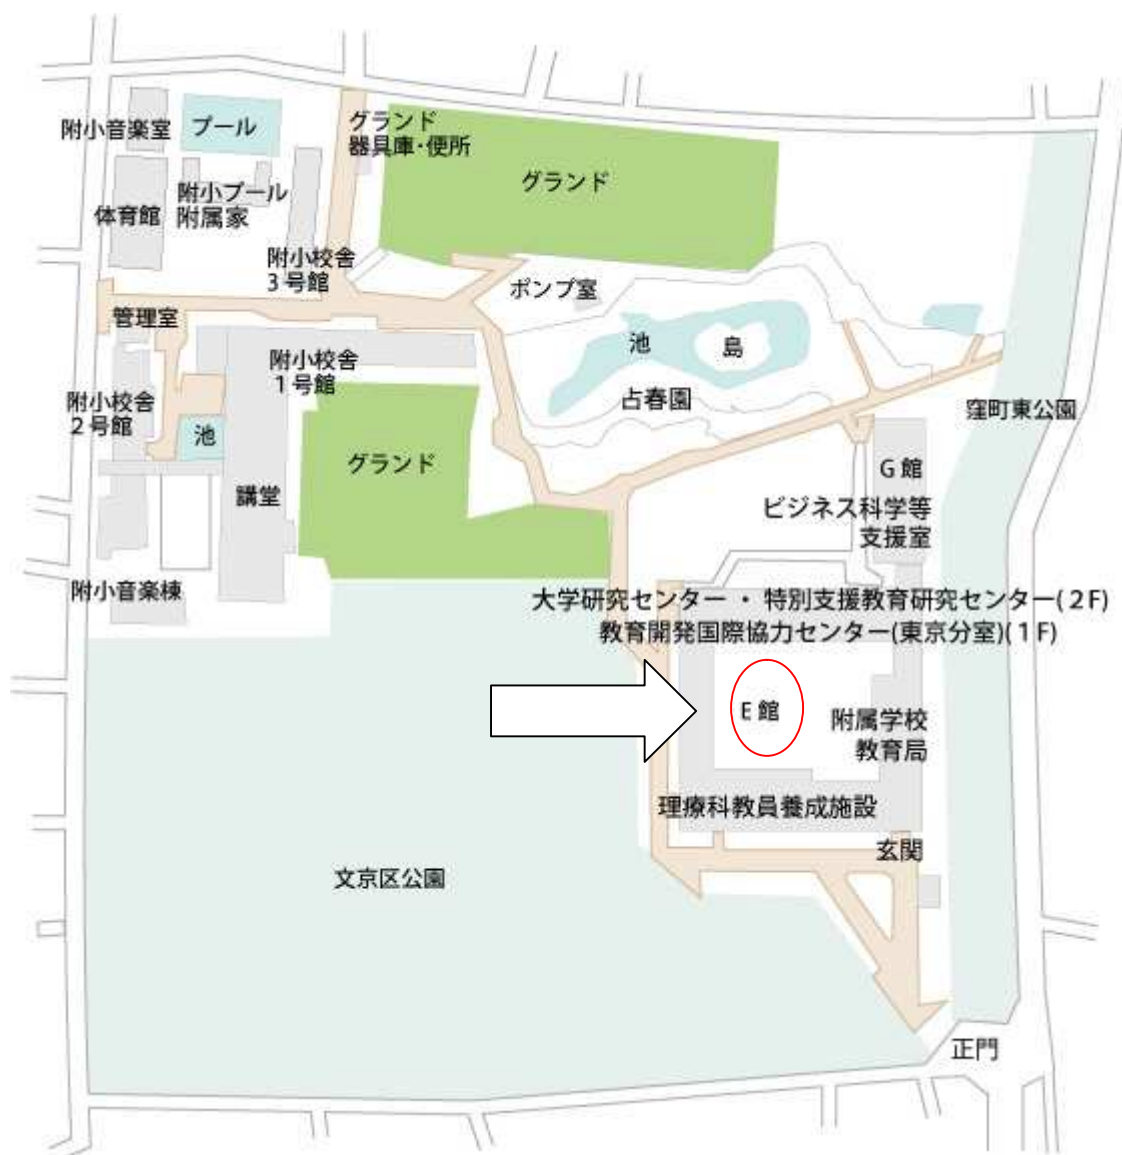 附小音楽室
プール
グランド
器具庫・便所
グランド
体育館
附小プール
附属家
附小校舎
3号館
ポンプ室
管理室
池
島
附小校舎
1号館
附小校舎
2号館
占春園
窪町東公園
池
グランド
G館
講堂
ビジネス科学等
支援室
附小音楽棟
大学研究センター ・ 特別支援教育研究センター(2F)
教育開発国際協力センター(東京分室)(1F)
E館
附属学校
教育局
理療科教員養成施設
玄関
文京区公園
正門